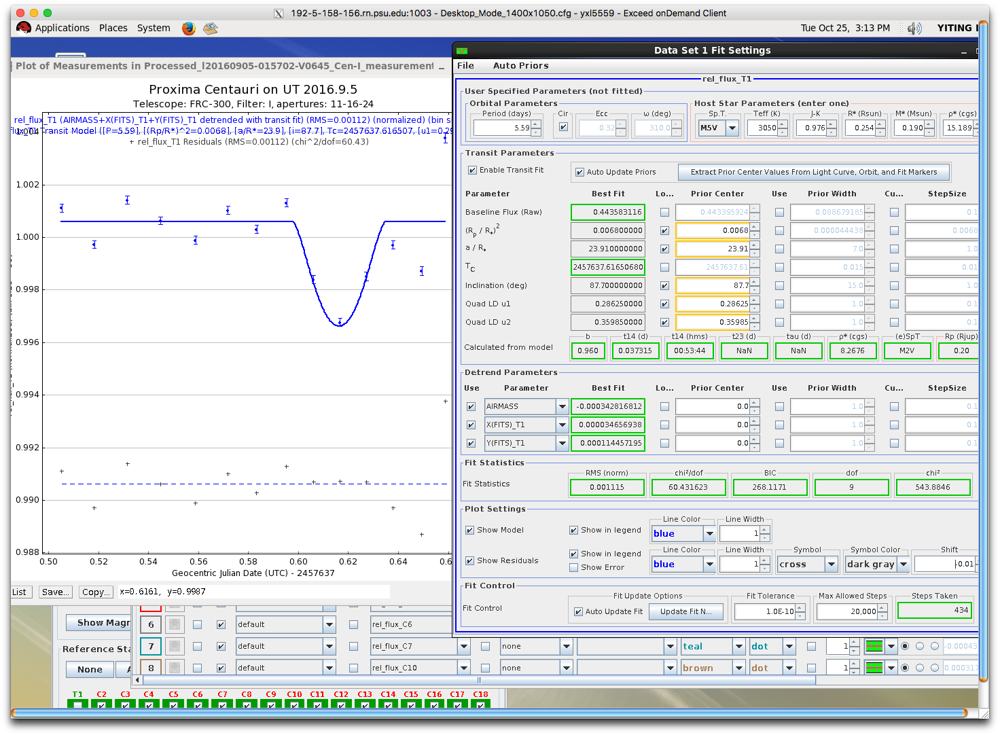 192-5-158-156.rn.psu.edu:1003 - Desktop_Mode_1400x1050.cfg - yxl5559 - Exceed onDemand Client
Applications Places System Tue Oct 25, 3:13 PM YITING
Plot of Measurements in Processed_l20160905-015702-V0645_Cen-I_measurement
Proxima Centauri on UT 2016.9.5
Telescope: FRC-300, Filter: I, apertures: 11-16-24
rel_flux_T1 (AIRMASS+X(FITS)_T1+Y(FITS)_T1 detrended with transit fit) (RMS=0.00112) (normalized) (bin s
Transit Model ([P=5.59], [(Rp/R*)^2=0.0068], [a/R*=23.9], [i=87.7], Tc=2457637.616507, [u1=0.29
+ rel_flux_T1 Residuals (RMS=0.00112) (chi^2/dof=60.43)
1.004
1.002
1.000
0.998
0.996
0.994
0.992
0.990
0.988
0.50 0.52 0.54 0.56 0.58 0.60 0.62 0.64 0.6
Geocentric Julian Date (UTC) - 2457637
List Save... Copy... x=0.6161, y=0.9987
Data Set 1 Fit Settings
File Auto Priors
rel_flux_T1
User Specified Parameters (not fitted)
Orbital Parameters Host Star Parameters (enter one)
Period (days) Cir Ecc ω (deg) Sp.T. Teff (K) J-K R* (Rsun) M* (Msun) ρ* (cgs)
5.59 0.32 310.0 M5V 3050 0.976 0.254 0.190 15.189
Transit Parameters
Enable Transit Fit Auto Update Priors Extract Prior Center Values From Light Curve, Orbit, and Fit Markers
Parameter Best Fit Lo... Prior Center Use Prior Width Cu... StepSize
Baseline Flux (Raw) 0.443583116 0.443395924 0.088679185 0.1
(Rp / R*)2 0.006800000 0.0068 0.000044438 0.0068
a / R* 23.910000000 23.91 7.0 1.0
TC 2457637.61650680 2457637.61 0.015 0.01
Inclination (deg) 87.700000000 87.7 15.0 1.0
Quad LD u1 0.286250000 0.28625 1.0 0.1
Quad LD u2 0.359850000 0.35985 1.0 0.1
b t14 (d) t14 (hms) t23 (d) tau (d) ρ* (cgs) (e)SpT Rp (Rjup)
Calculated from model 0.960 0.037315 00:53:44 NaN NaN 8.2676 M2V 0.20
Detrend Parameters
Use Parameter Best Fit Lo... Prior Center Use Prior Width Cu... StepSize
AIRMASS -0.000342816812 0.0 1.0 0.1
X(FITS)_T1 0.000034656938 0.0 1.0 0.1
Y(FITS)_T1 0.000114457195 0.0 1.0 0.1
Fit Statistics
RMS (norm) chi²/dof BIC dof chi²
Fit Statistics 0.001115 60.431623 268.1171 9 543.8846
Plot Settings
Line Color Line Width
Show Model Show in legend blue 1
Line Color Line Width Symbol Symbol Color Shift
Show Residuals Show in legend Show Error blue 1 cross dark gray -0.01
Fit Control
Fit Update Options Fit Tolerance Max Allowed Steps Steps Taken
Fit Control Auto Update Fit Update Fit N... 1.0E-10 20,000 434
Show Magr
6 default rel_flux_C6
7 default rel_flux_C7 none teal dot 1 -0.00043
Reference Sta
None
8 default rel_flux_C10 none brown dot 1 0.000317
T1 C2 C3 C4 C5 C6 C7 C8 C9 C10 C11 C12 C13 C14 C15 C16 C17 C18